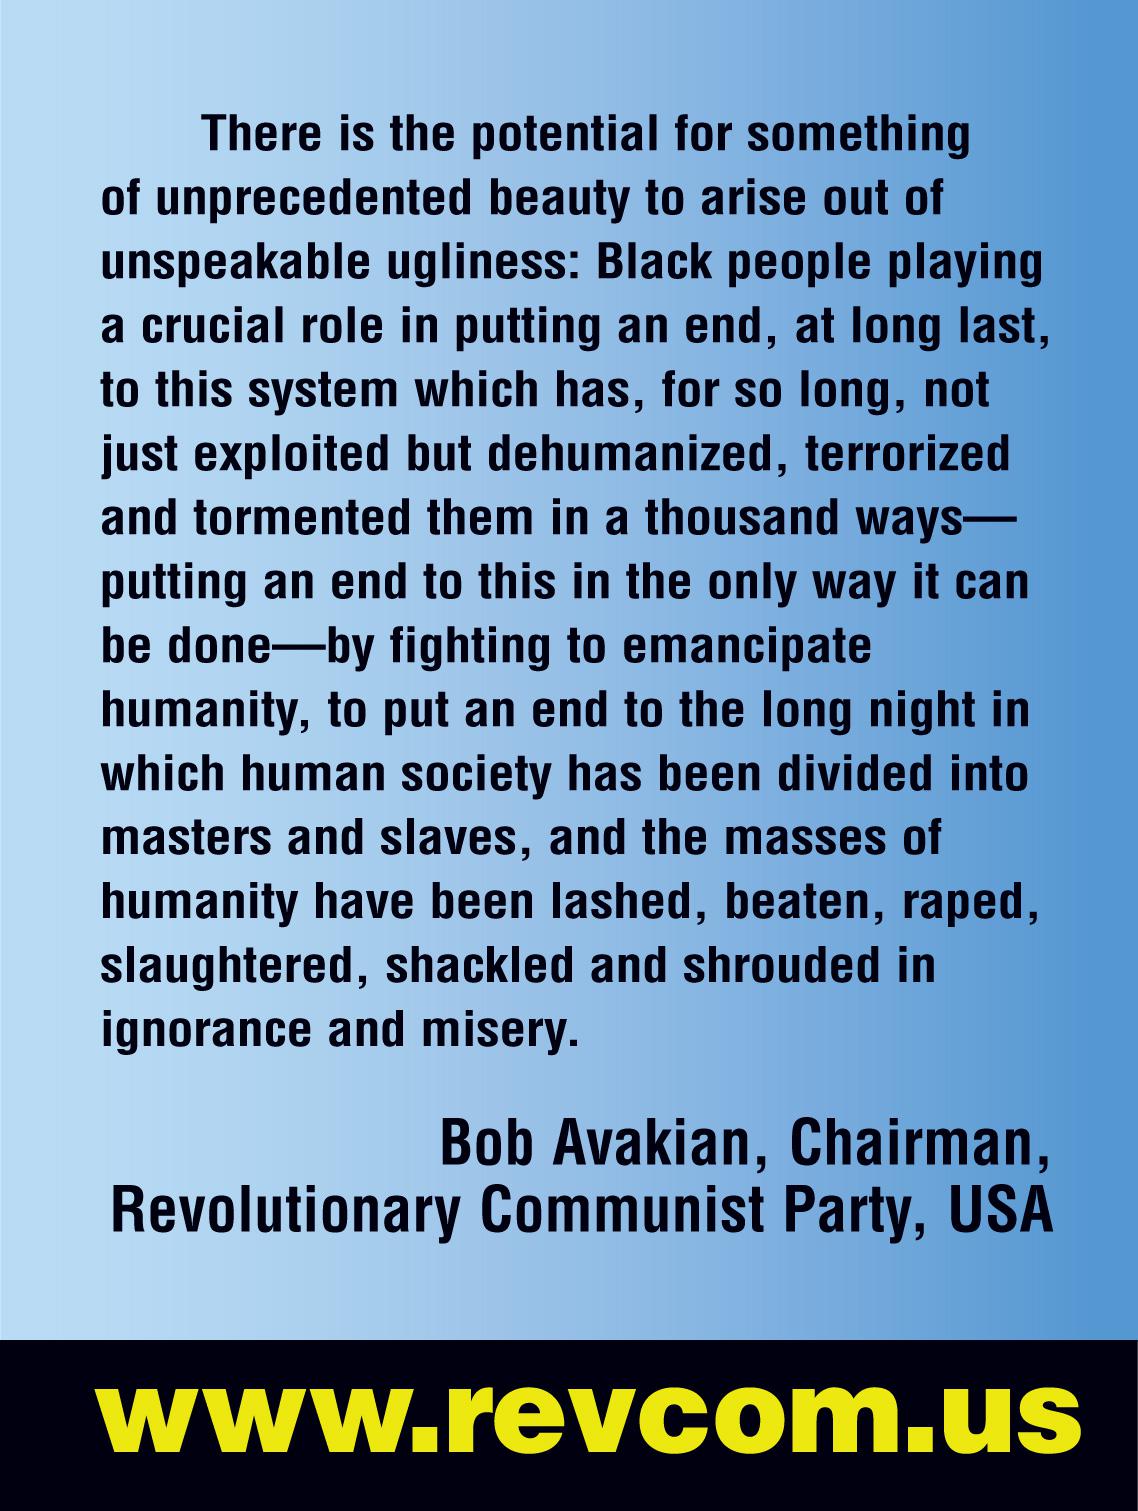 There is the potential for something
of unprecedented beauty to arise out of
unspeakable ugliness: Black people playing
a crucial role in putting an end, at long last,
to this system which has, for so long, not
just exploited but dehumanized, terrorized
and tormented them in a thousand ways—
putting an end to this in the only way it can
be done—by fighting to emancipate
humanity, to put an end to the long night in
which human society has been divided into
masters and slaves, and the masses of
humanity have been lashed, beaten, raped,
slaughtered, shackled and shrouded in
ignorance and misery.
Bob Avakian, Chairman,
Revolutionary Communist Party, USA
www.revcom.us